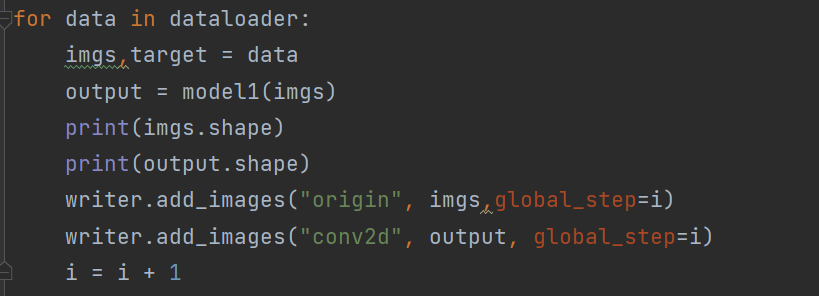 for data in dataloader:
    imgs,target = data
    output = model1(imgs)
    print(imgs.shape)
    print(output.shape)
    writer.add_images("origin", imgs,global_step=i)
    writer.add_images("conv2d", output, global_step=i)
    i = i + 1